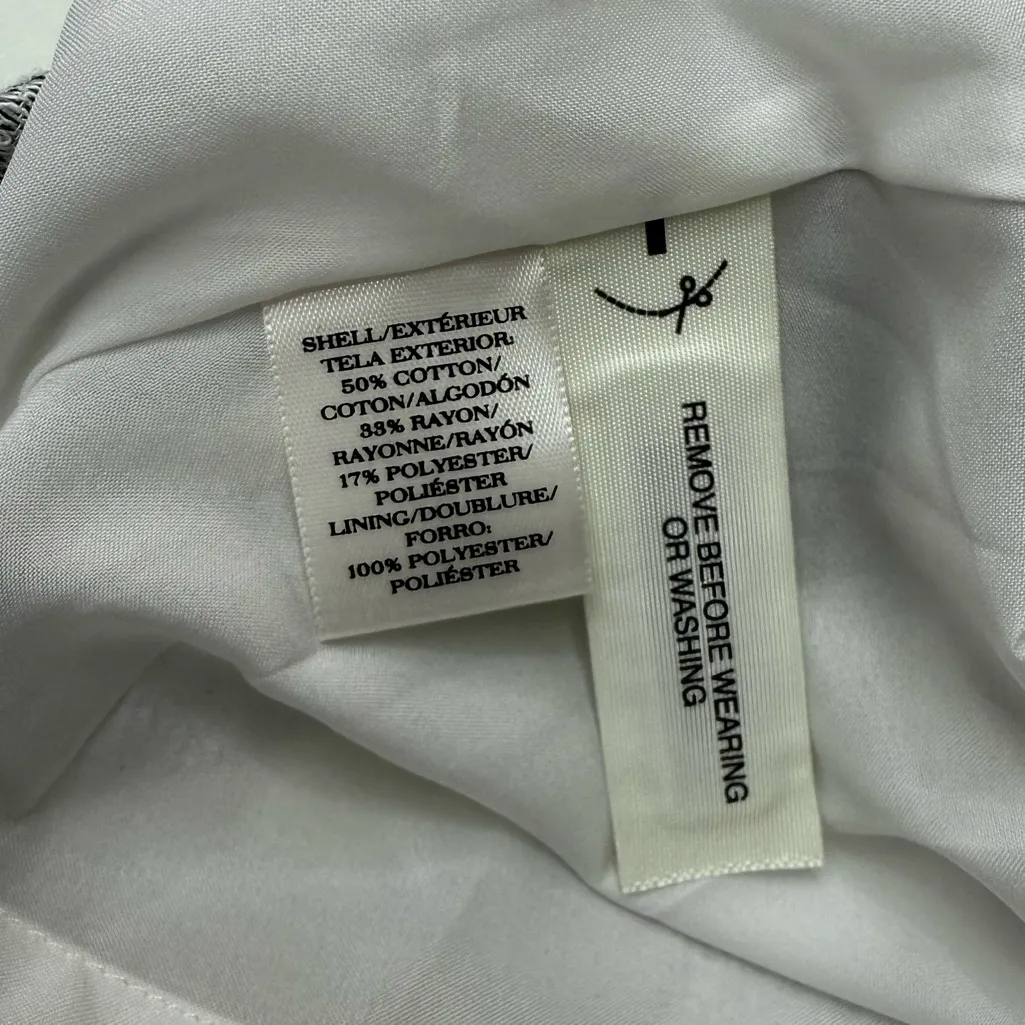 SHELL/EXTÉRIEUR
TELA EXTERIOR:
50% COTTON/
COTON/ALGODÓN
33% RAYON/
RAYONNE/RAYÓN
17% POLYESTER/
POLIÉSTER
LINING/DOUBLURE/
FORRO:
100% POLYESTER/
POLIÉSTER
REMOVE BEFORE WEARING
OR WASHING